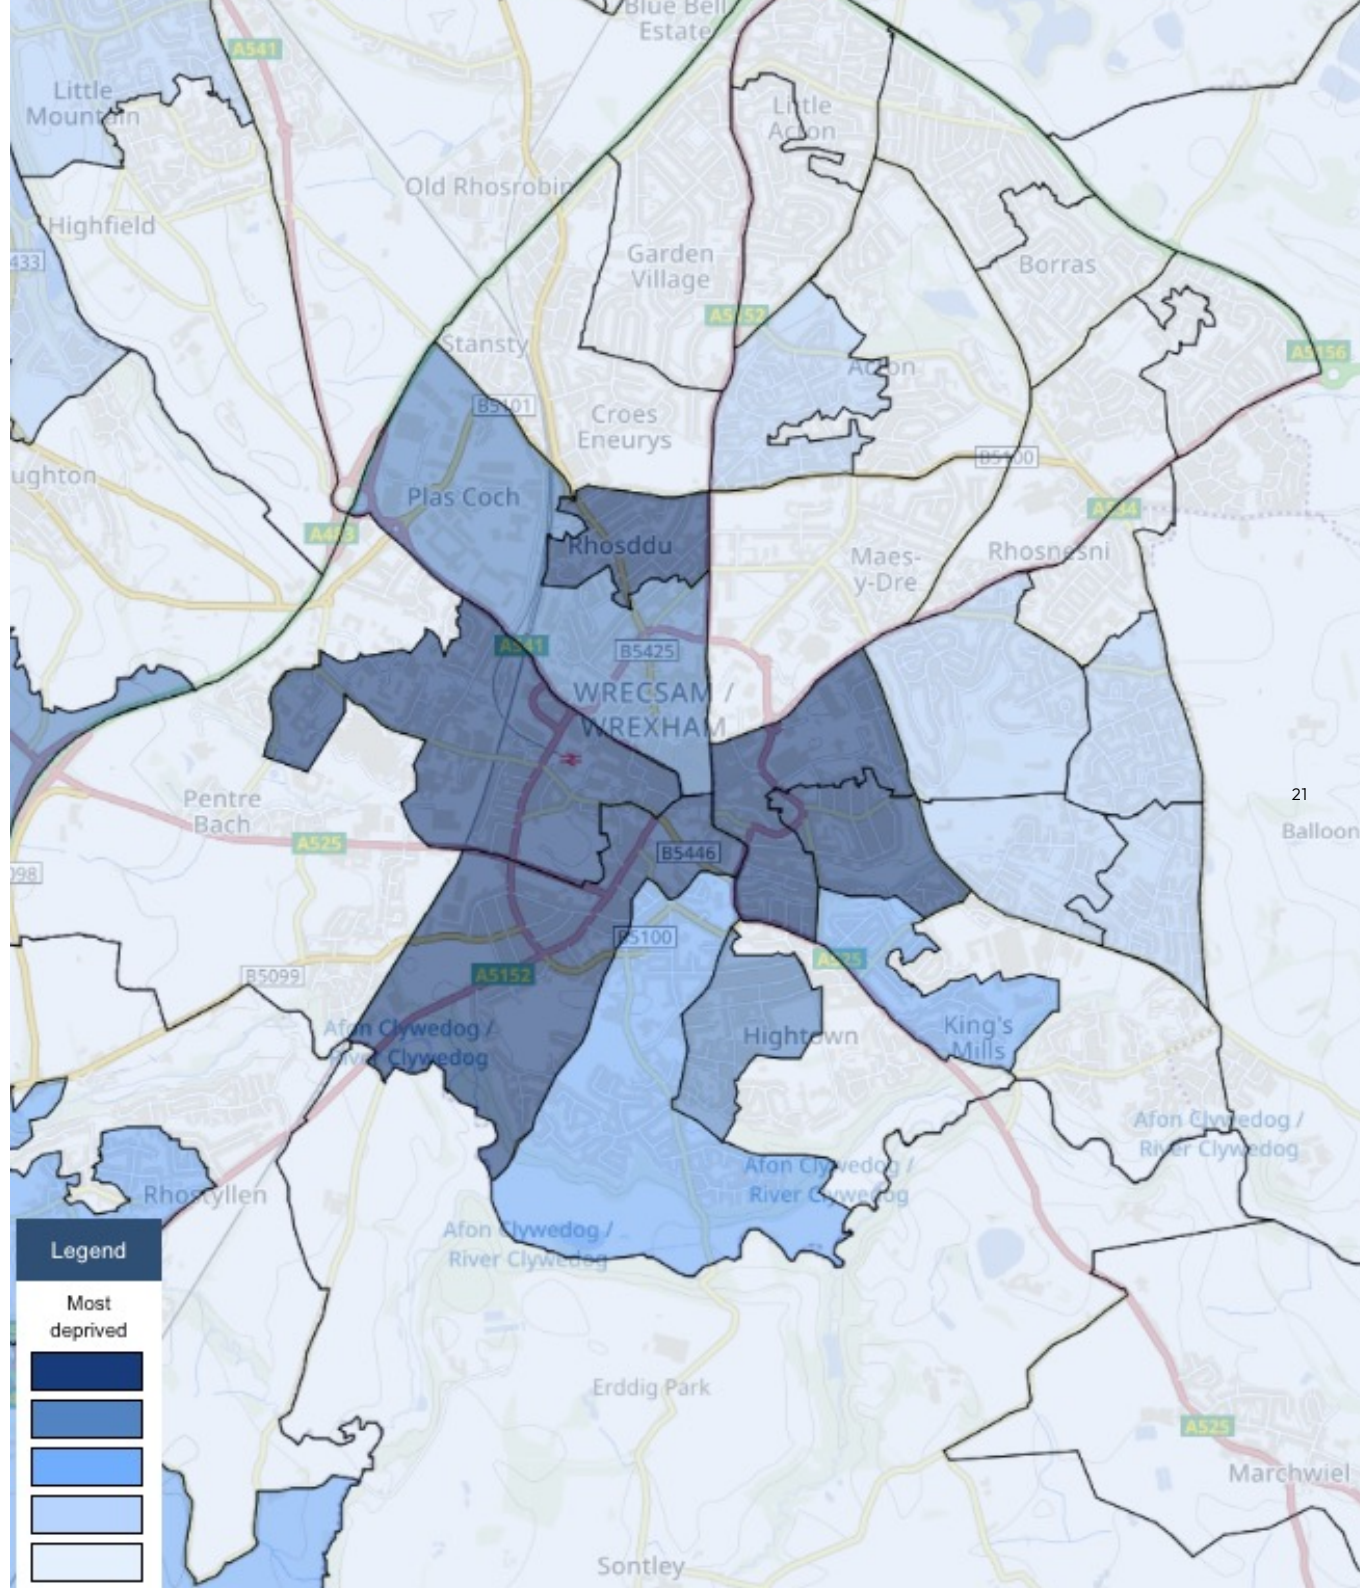 Blue Bell
Estate
A541
Little
Mountain
Little
Acton
Old Rhosrobin
Highfield
433
Garden
Village
Borras
A5152
Stansty
A5156
Acton
B5101
Croes
Eneurys
B5100
ughton
Plas Coch
A483
A534
Rhosddu
Maes-
y-Dre
Rhosnesni
A541
B5425
WRECSAM /
WREXHAM
21
Pentre
Bach
Balloon
A525
B5446
098
B5100
A525
B5099
A5152
Afon Clywedog /
River Clywedog
Hightown
King's
Mills
Afon Clywedog /
River Clywedog
Afon Clywedog /
River Clywedog
Rhostyllen
Afon Clywedog /
River Clywedog
Legend
Most
deprived
Erddig Park
A525
Marchwiel
Sontley